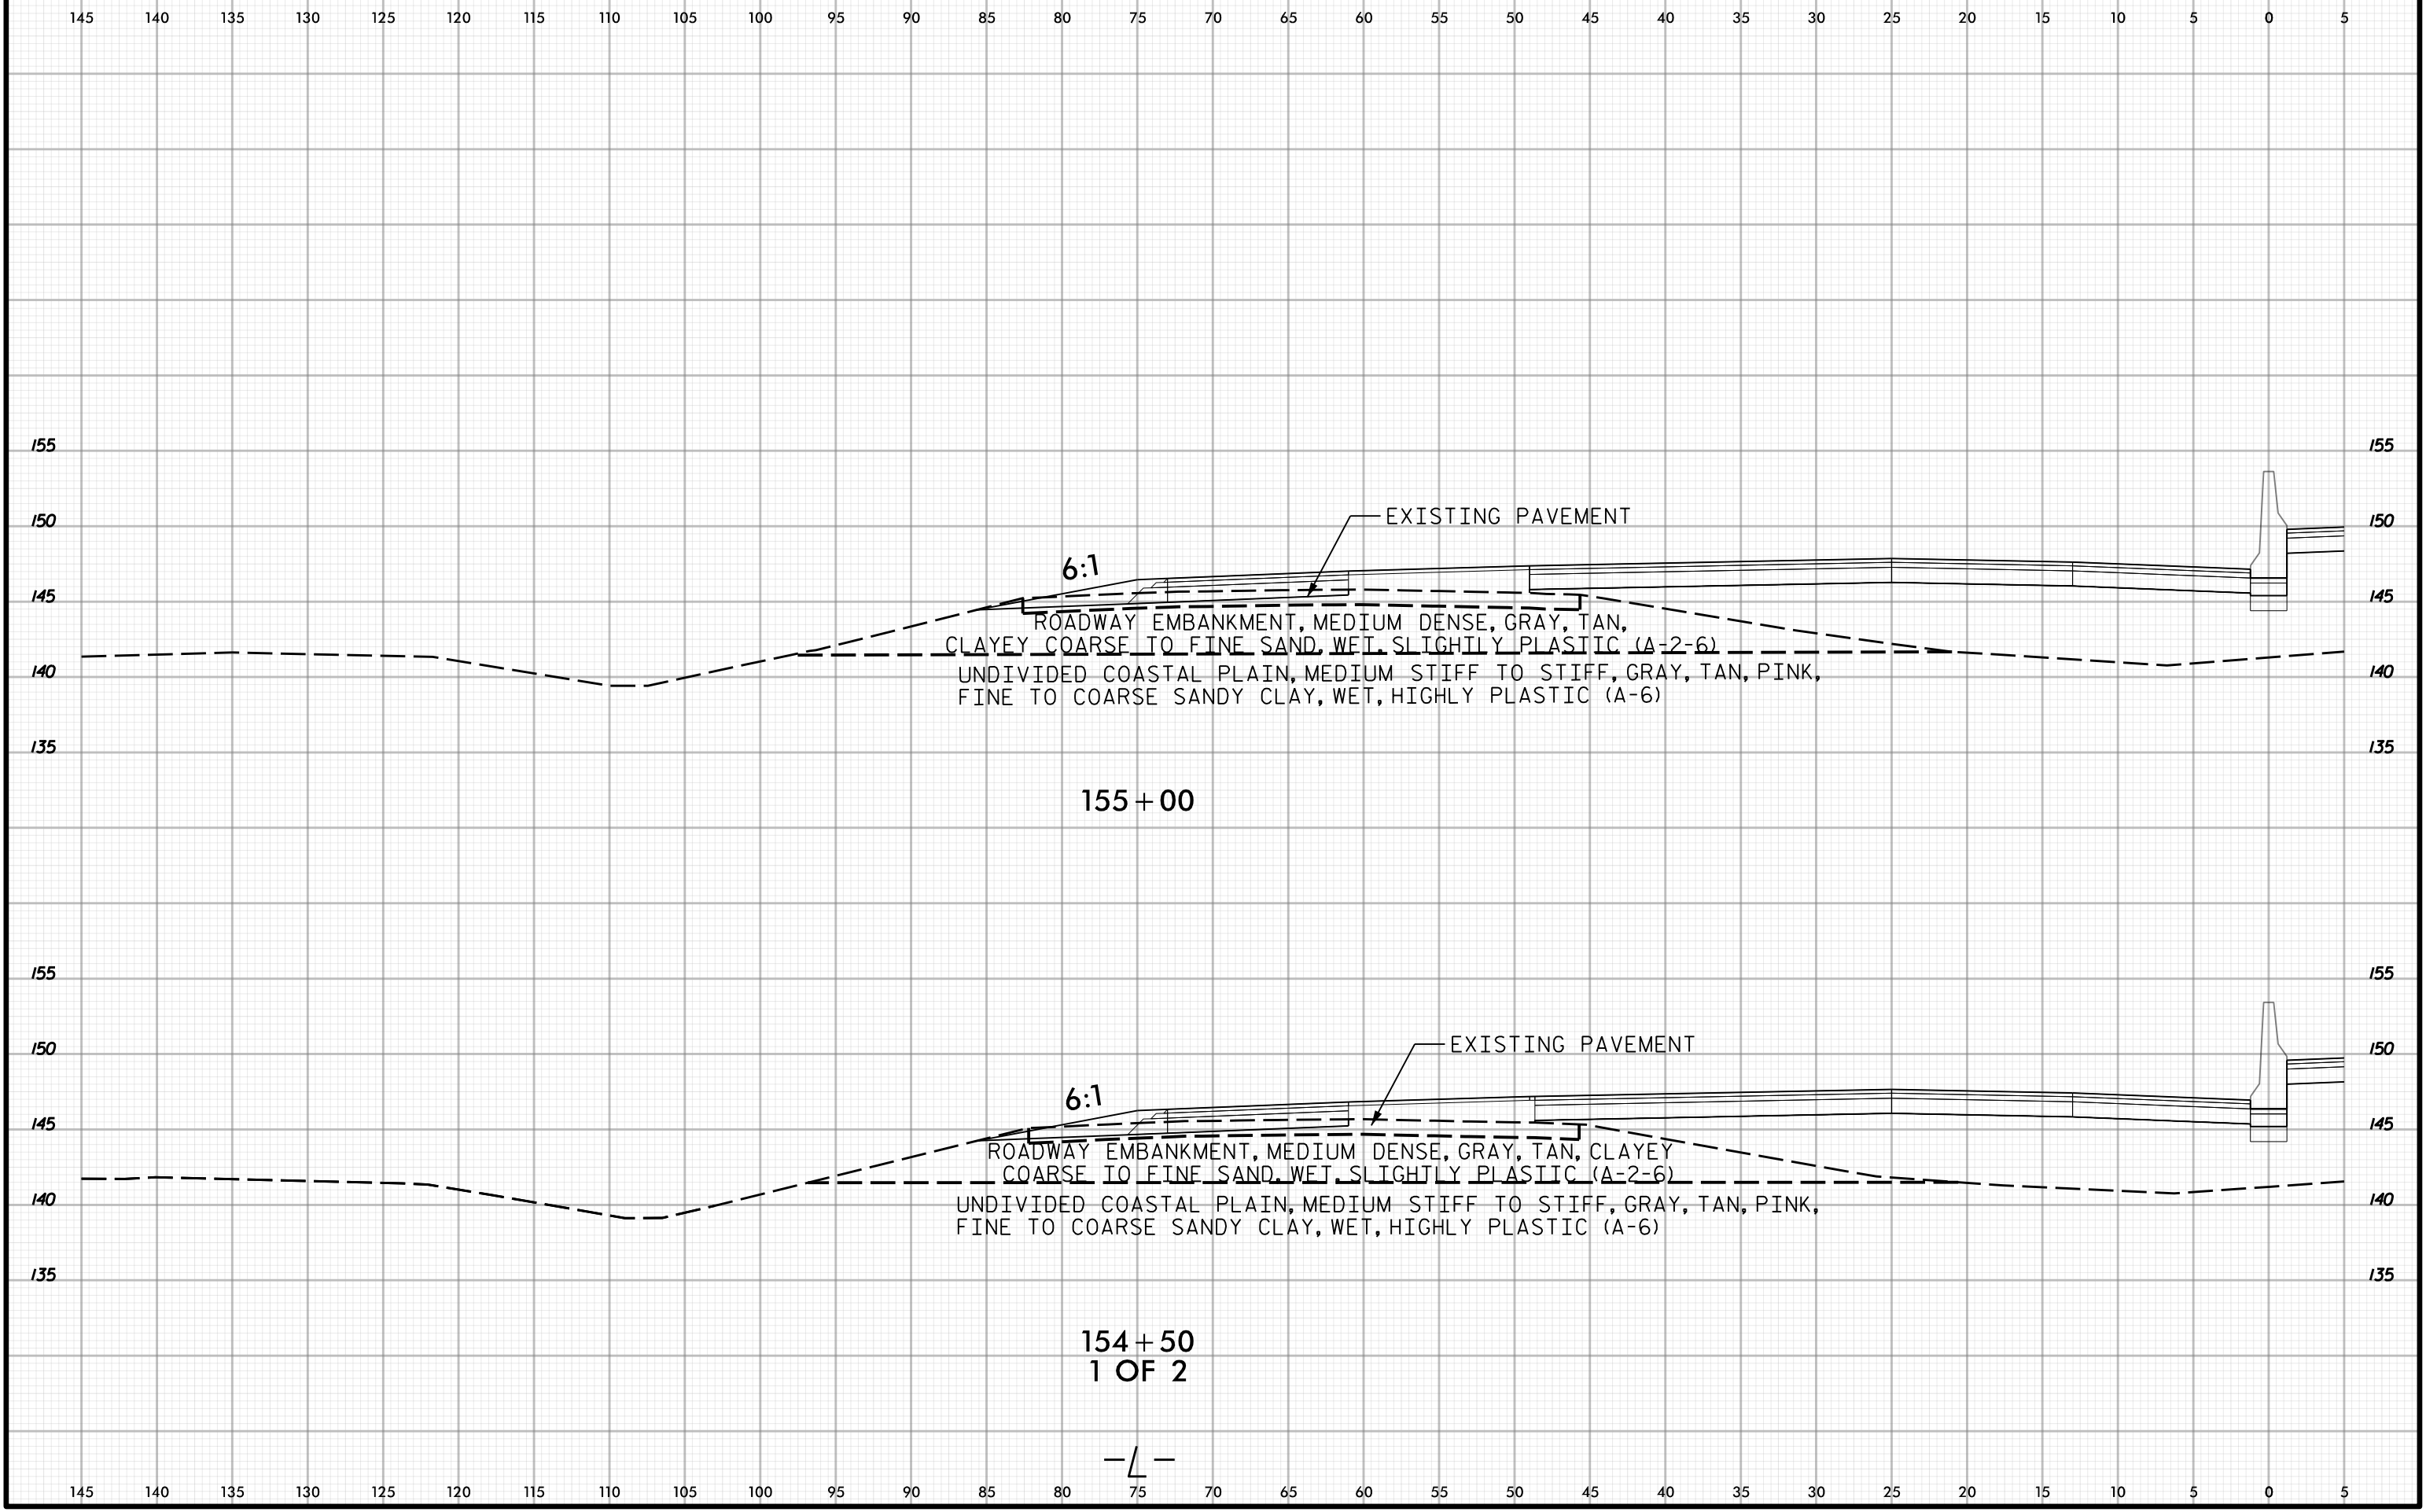 145 140 135 130 125 120 115 110 105 100 95 90 85 80 75 70 65 60 55 50 45 40 35 30 25 20 15 10 5 0 5
155 155
150 EXISTING PAVEMENT 150
6:1
145 145
ROADWAY EMBANKMENT, MEDIUM DENSE, GRAY, TAN,
CLAYEY COARSE TO FINE SAND, WET, SLIGHTLY PLASTIC (A-2-6)
140 UNDIVIDED COASTAL PLAIN, MEDIUM STIFF TO STIFF, GRAY, TAN, PINK, 140
FINE TO COARSE SANDY CLAY, WET, HIGHLY PLASTIC (A-6)
135 135
155+00
155 155
150 EXISTING PAVEMENT 150
6:1
145 145
ROADWAY EMBANKMENT, MEDIUM DENSE, GRAY, TAN, CLAYEY
COARSE TO FINE SAND, WET, SLIGHTLY PLASTIC (A-2-6)
140 UNDIVIDED COASTAL PLAIN, MEDIUM STIFF TO STIFF, GRAY, TAN, PINK, 140
FINE TO COARSE SANDY CLAY, WET, HIGHLY PLASTIC (A-6)
135 135
154+50
1 OF 2
-L-
145 140 135 130 125 120 115 110 105 100 95 90 85 80 75 70 65 60 55 50 45 40 35 30 25 20 15 10 5 0 5